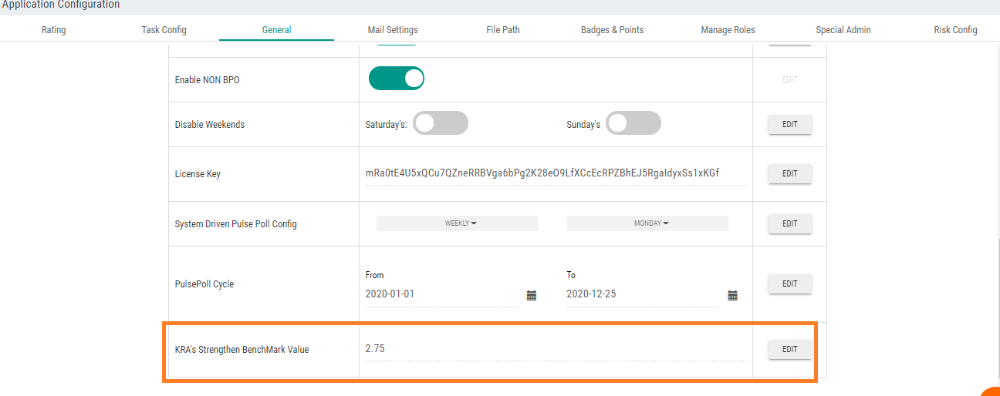 Application Configuration
Rating Task Config General Mail Settings File Path Badges & Points Manage Roles Special Admin Risk Config
Enable NON BPO EDIT
Disable Weekends Saturday's: Sunday's EDIT
License Key mRa0tE4U5xQCu7QZneRRBVga6bPg2K28eO9LfXCcEcRPZBhEJ5RgaIdyxSs1xKGf EDIT
System Driven Pulse Poll Config WEEKLY MONDAY EDIT
From To
PulsePoll Cycle 2020-01-01 2020-12-25 EDIT
KRA's Strengthen BenchMark Value 2.75 EDIT